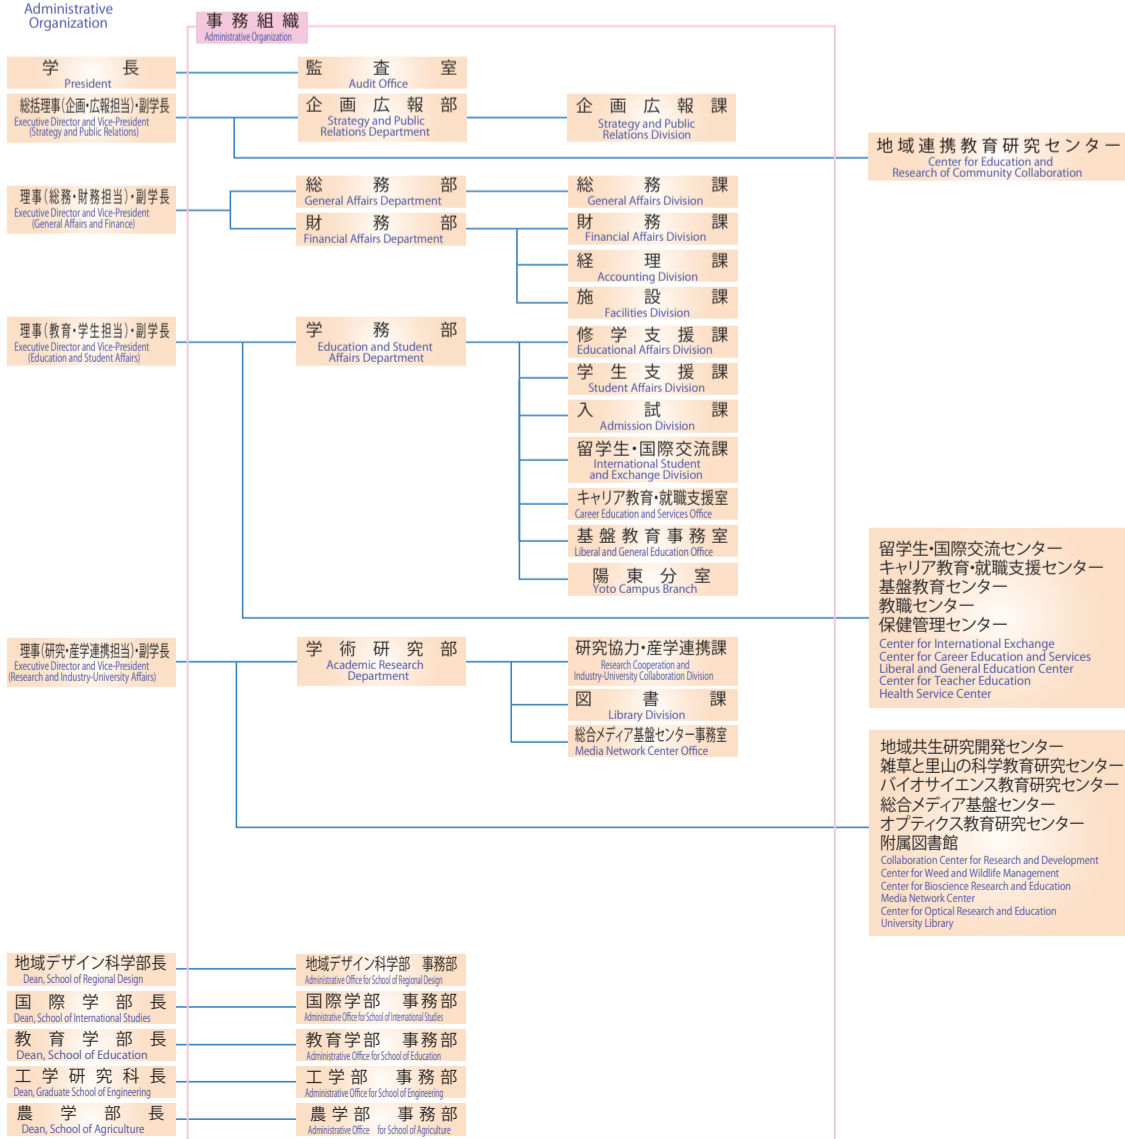 Administrative
Organization
事務組織
Administrative Organization
学長
President
監査室
Audit Office
総括理事(企画・広報担当)・副学長
Executive Director and Vice-President
(Strategy and Public Relations)
企画広報部
Strategy and Public
Relations Department
企画広報課
Strategy and Public
Relations Division
地域連携教育研究センター
Center for Education and
Research of Community Collaboration
理事(総務・財務担当)・副学長
Executive Director and Vice-President
(General Affairs and Finance)
総務部
General Affairs Department
総務課
General Affairs Division
財務部
Financial Affairs Department
財務課
Financial Affairs Division
経理課
Accounting Division
施設課
Facilities Division
理事(教育・学生担当)・副学長
Executive Director and Vice-President
(Education and Student Affairs)
学務部
Education and Student
Affairs Department
修学支援課
Educational Affairs Division
学生支援課
Student Affairs Division
入試課
Admission Division
留学生・国際交流課
International Student
and Exchange Division
キャリア教育・就職支援室
Career Education and Services Office
基盤教育事務室
Liberal and General Education Office
陽東分室
Yoto Campus Branch
留学生・国際交流センター
キャリア教育・就職支援センター
基盤教育センター
教職センター
保健管理センター
Center for International Exchange
Center for Career Education and Services
Liberal and General Education Center
Center for Teacher Education
Health Service Center
理事(研究・産学連携担当)・副学長
Executive Director and Vice-President
(Research and Industry-University Affairs)
学術研究部
Academic Research
Department
研究協力・産学連携課
Research Cooperation and
Industry-University Collaboration Division
図書課
Library Division
総合メディア基盤センター事務室
Media Network Center Office
地域共生研究開発センター
雑草と里山の科学教育研究センター
バイオサイエンス教育研究センター
総合メディア基盤センター
オプティクス教育研究センター
附属図書館
Collaboration Center for Research and Development
Center for Weed and Wildlife Management
Center for Bioscience Research and Education
Media Network Center
Center for Optical Research and Education
University Library
地域デザイン科学部長
Dean, School of Regional Design
地域デザイン科学部 事務部
Administrative Office for School of Regional Design
国際学部長
Dean, School of International Studies
国際学部 事務部
Administrative Office for School of International Studies
教育学部長
Dean, School of Education
教育学部 事務部
Administrative Office for School of Education
工学研究科長
Dean, Graduate School of Engineering
工学部 事務部
Administrative Office for School of Engineering
農学部長
Dean, School of Agriculture
農学部 事務部
Administrative Office for School of Agriculture